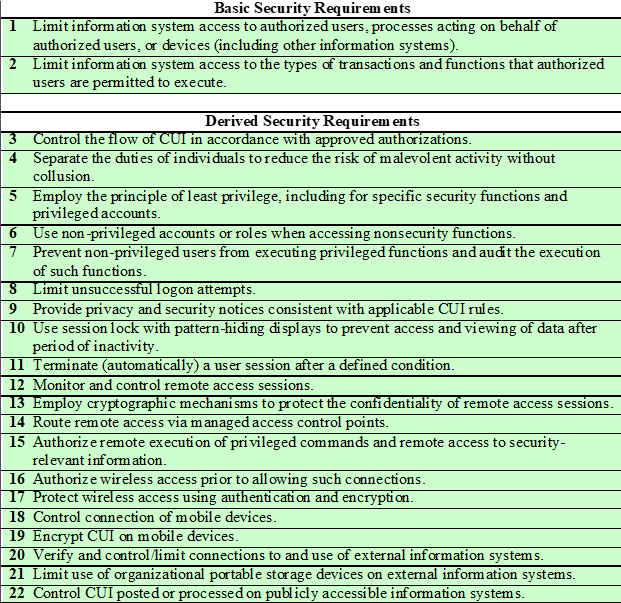 Basic Security Requirements
1 Limit information system access to authorized users, processes acting on behalf of
authorized users, or devices (including other information systems).
2 Limit information system access to the types of transactions and functions that authorized
users are permitted to execute.
Derived Security Requirements
3 Control the flow of CUI in accordance with approved authorizations.
4 Separate the duties of individuals to reduce the risk of malevolent activity without
collusion.
5 Employ the principle of least privilege, including for specific security functions and
privileged accounts.
6 Use non-privileged accounts or roles when accessing nonsecurity functions.
7 Prevent non-privileged users from executing privileged functions and audit the execution
of such functions.
8 Limit unsuccessful logon attempts.
9 Provide privacy and security notices consistent with applicable CUI rules.
10 Use session lock with pattern-hiding displays to prevent access and viewing of data after
period of inactivity.
11 Terminate (automatically) a user session after a defined condition.
12 Monitor and control remote access sessions.
13 Employ cryptographic mechanisms to protect the confidentiality of remote access sessions.
14 Route remote access via managed access control points.
15 Authorize remote execution of privileged commands and remote access to security-
relevant information.
16 Authorize wireless access prior to allowing such connections.
17 Protect wireless access using authentication and encryption.
18 Control connection of mobile devices.
19 Encrypt CUI on mobile devices.
20 Verify and control/limit connections to and use of external information systems.
21 Limit use of organizational portable storage devices on external information systems.
22 Control CUI posted or processed on publicly accessible information systems.